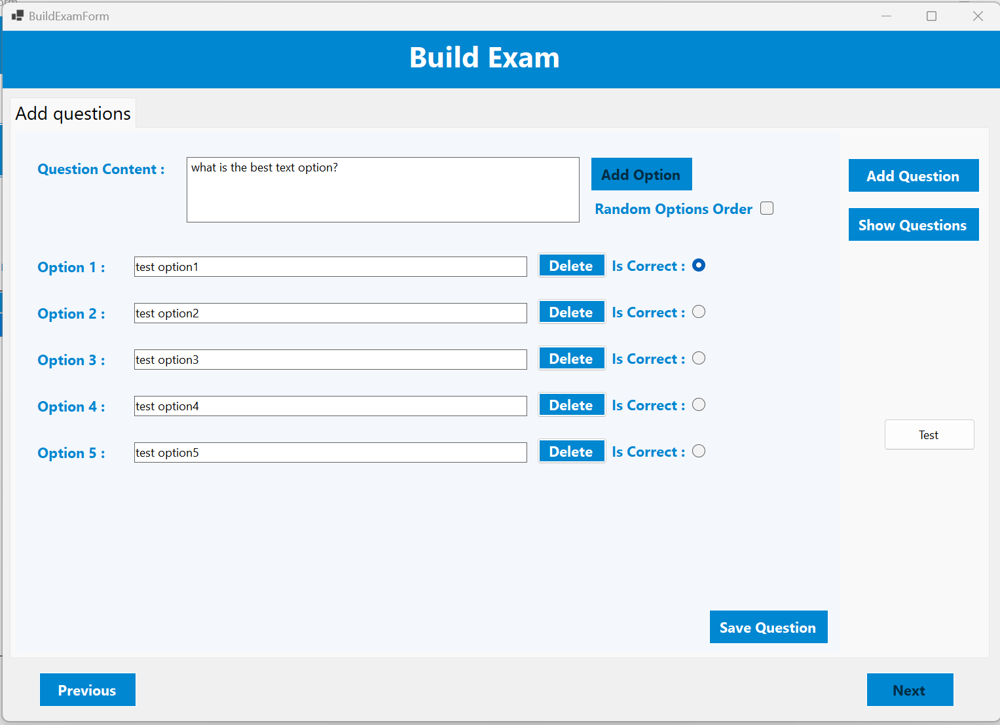 BuildExamForm
Build Exam
Add questions
Question Content :
what is the best text option?
Add Option
Random Options Order
Add Question
Show Questions
Option 1 :
test option1
Delete
Is Correct :
Option 2 :
test option2
Delete
Is Correct :
Option 3 :
test option3
Delete
Is Correct :
Option 4 :
test option4
Delete
Is Correct :
Option 5 :
test option5
Delete
Is Correct :
Test
Save Question
Previous
Next